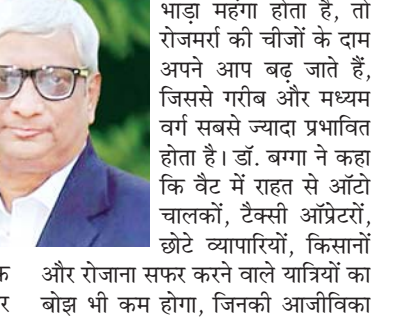 भाड़ा महंगा होता है, तो
रोजमर्रा की चीजों के दाम
अपने आप बढ़ जाते हैं,
जिससे गरीब और मध्यम
वर्ग सबसे ज्यादा प्रभावित
होता है। डॉ. बग्गा ने कहा
कि वैट में राहत से ऑटो
चालकों, टैक्सी ऑप्रेटरों,
छोटे व्यापारियों, किसानों
और रोजाना सफर करने वाले यात्रियों का
बोझ भी कम होगा, जिनकी आजीविका